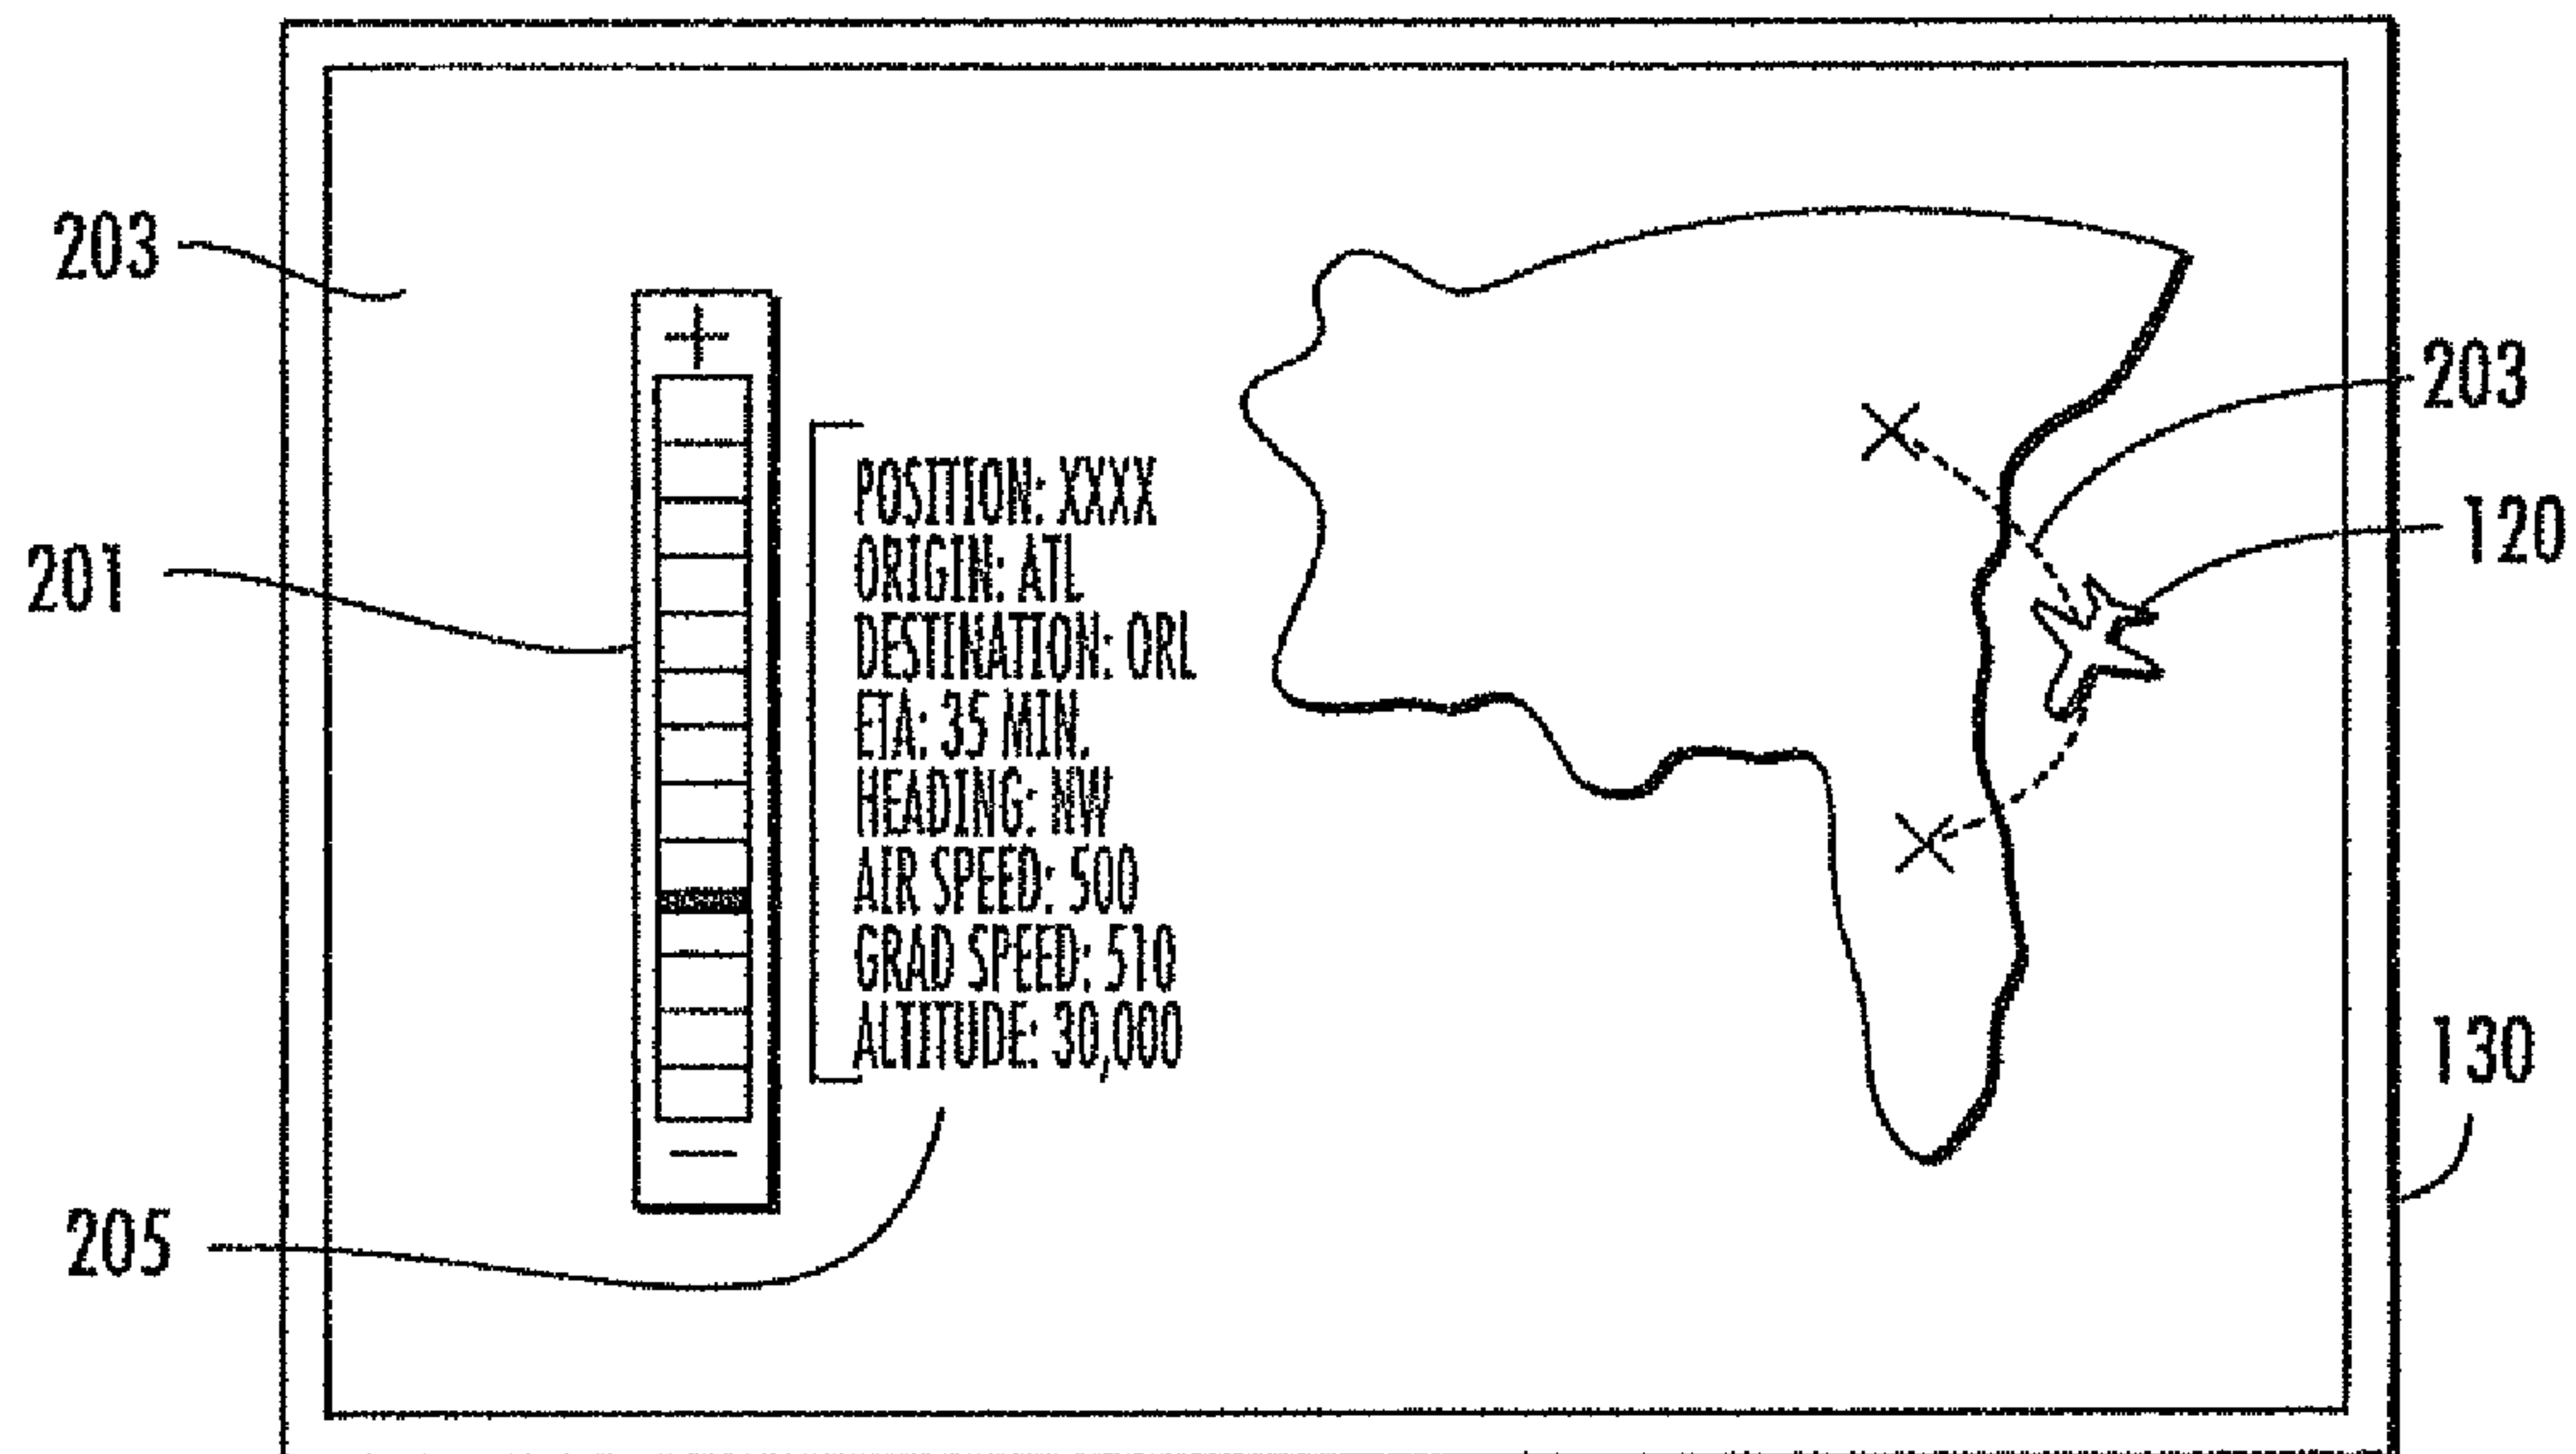 203
+
201
POSITION: XXXX
ORIGIN: ATL
DESTINATION: ORL
ETA: 35 MIN.
HEADING: NW
AIR SPEED: 500
GRAD SPEED: 510
ALTITUDE: 30,000
—
205
203
120
130